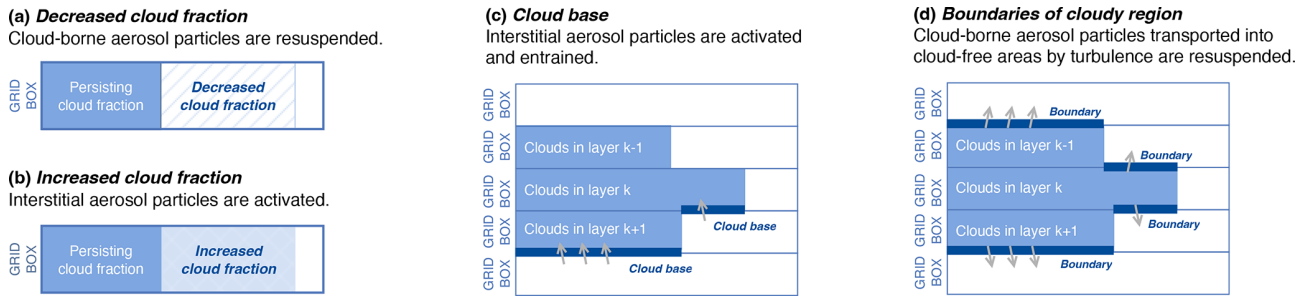 (a) Decreased cloud fraction
Cloud-borne aerosol particles are resuspended.
GRID
BOX
Persisting
cloud fraction
Decreased
cloud fraction
(b) Increased cloud fraction
Interstitial aerosol particles are activated.
GRID
BOX
Persisting
cloud fraction
Increased
cloud fraction
(c) Cloud base
Interstitial aerosol particles are activated
and entrained.
GRID
BOX
GRID
BOX
Clouds in layer k-1
GRID
BOX
Clouds in layer k
GRID
BOX
Clouds in layer k+1
Cloud base
GRID
BOX
Cloud base
(d) Boundaries of cloudy region
Cloud-borne aerosol particles transported into
cloud-free areas by turbulence are resuspended.
GRID
BOX
Boundary
GRID
BOX
Clouds in layer k-1
Boundary
GRID
BOX
Clouds in layer k
GRID
BOX
Clouds in layer k+1
Boundary
GRID
BOX
Boundary